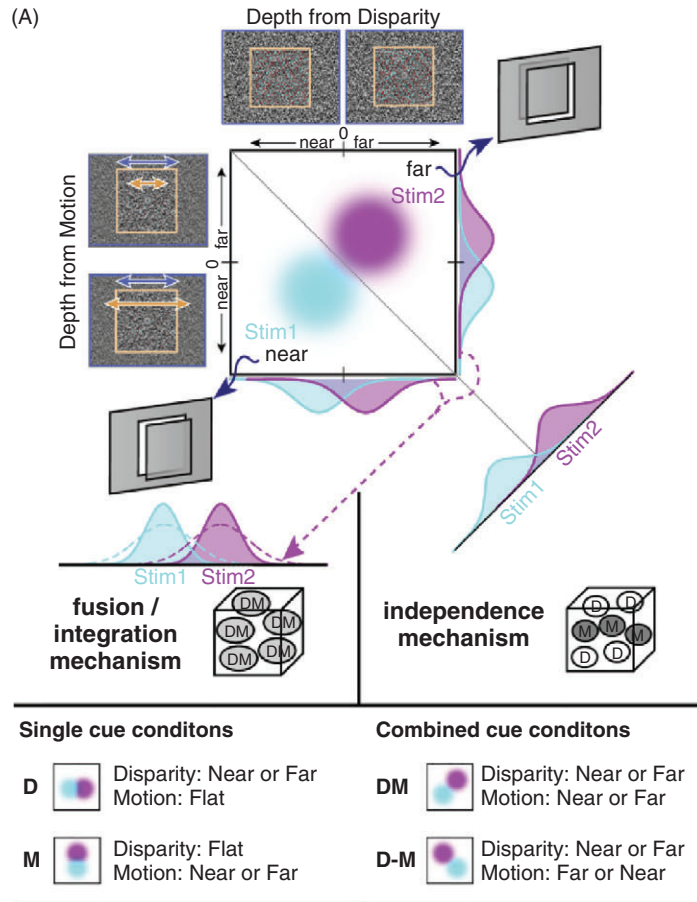 (A)
Depth from Disparity
0
near far
far
Stim2
Depth from Motion
far
0
near
Stim1
near
Stim1 Stim2
Stim1
Stim2
fusion /
integration
mechanism
DM
DM
DM
DM
DM
independence
mechanism
D
D
M
M
M
D
D
Single cue conditons
D
Disparity: Near or Far
Motion: Flat
M
Disparity: Flat
Motion: Near or Far
Combined cue conditons
DM
Disparity: Near or Far
Motion: Near or Far
D-M
Disparity: Near or Far
Motion: Far or Near